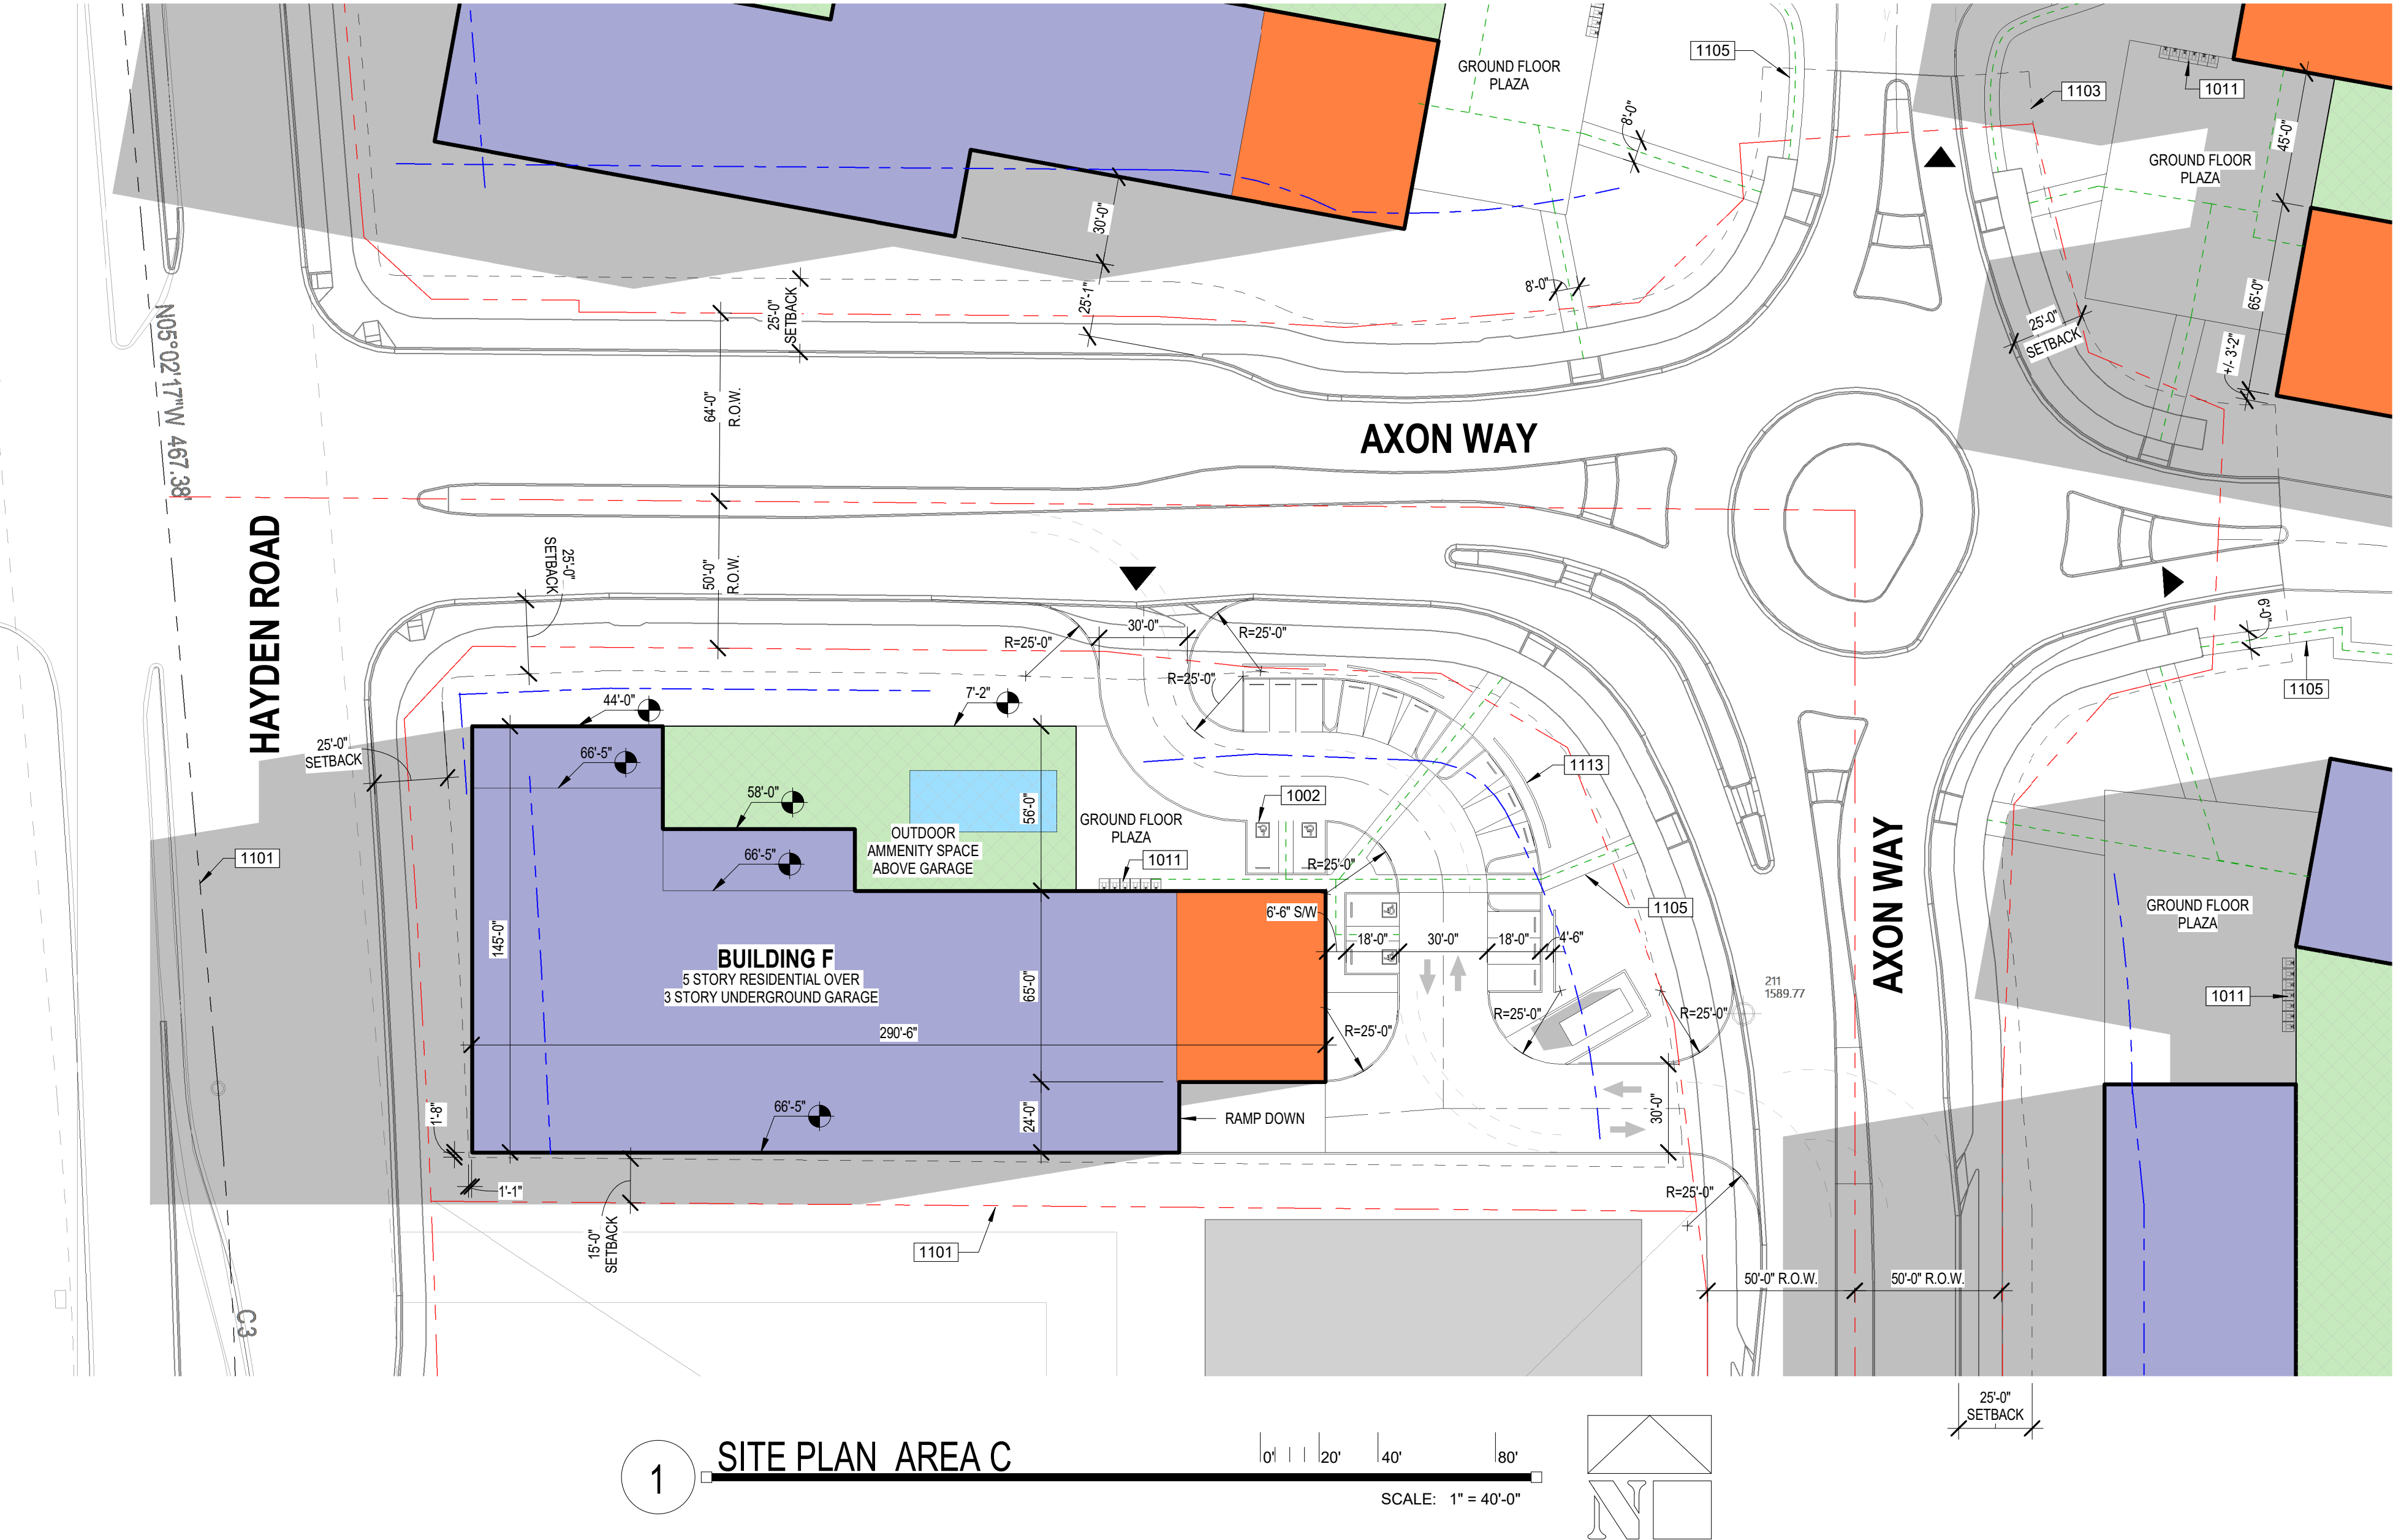 GROUND FLOOR
PLAZA
1105
1103
1011
8'-0"
45'-0"
GROUND FLOOR
PLAZA
30'-0"
25'-1"
25'-0"
SETBACK
8'-0"
65'-0"
25'-0"
SETBACK
+/- 3'-2"
N05°02'17"W 467.38'
64'-0"
R.O.W.
AXON WAY
HAYDEN ROAD
25'-0"
SETBACK
50'-0"
R.O.W.
30'-0"
R=25'-0"
R=25'-0"
R=25'-0"
6'-0"
1105
44'-0"
7'-2"
25'-0"
SETBACK
66'-5"
1113
58'-0"
1002
56'-0"
GROUND FLOOR
PLAZA
OUTDOOR
AMMENITY SPACE
ABOVE GARAGE
66'-5"
1011
R=25'-0"
1101
AXON WAY
1105
6'-6" S/W
GROUND FLOOR
PLAZA
145'-0"
18'-0"
30'-0"
18'-0"
4'-6"
BUILDING F
5 STORY RESIDENTIAL OVER
3 STORY UNDERGROUND GARAGE
65'-0"
211
1589.77
1011
290'-6"
R=25'-0"
R=25'-0"
R=25'-0"
1'-8"
66'-5"
24'-0"
RAMP DOWN
30'-0"
1'-1"
R=25'-0"
15'-0"
SETBACK
1101
50'-0" R.O.W.
50'-0" R.O.W.
C3
25'-0"
SETBACK
1
SITE PLAN AREA C
0' 20' 40' 80'
SCALE: 1" = 40'-0"
N